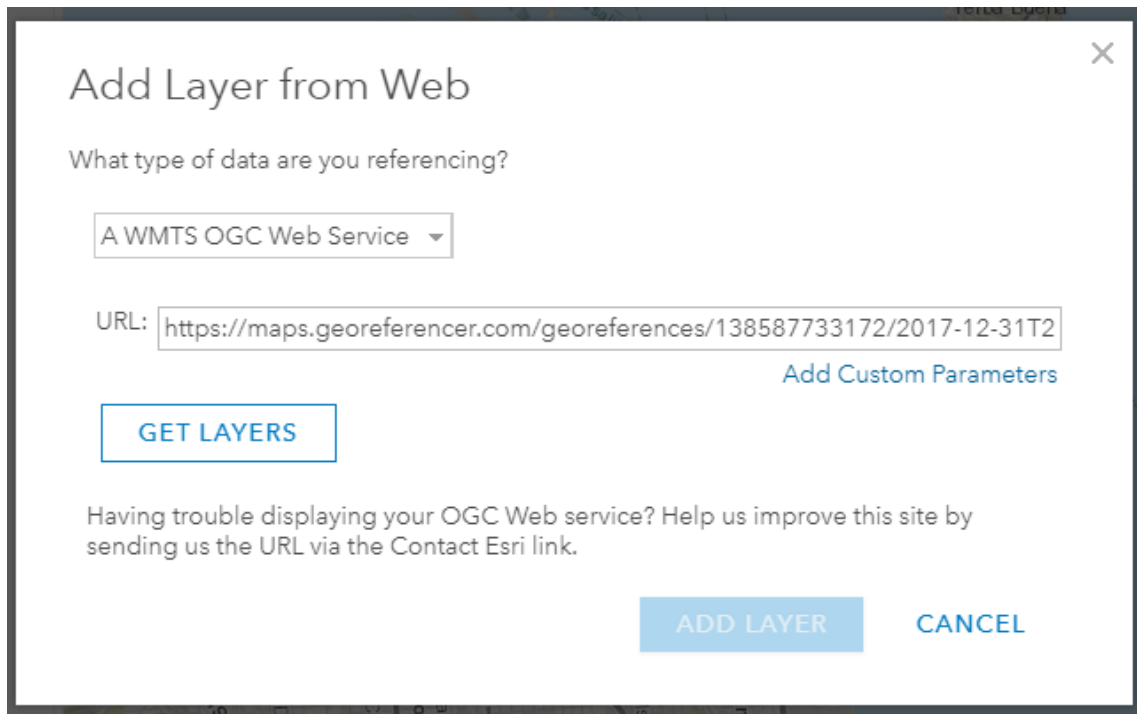 Add Layer from Web
What type of data are you referencing?
A WMTS OGC Web Service
URL: https://maps.georeferencer.com/georeferences/138587733172/2017-12-31T2
Add Custom Parameters
GET LAYERS
Having trouble displaying your OGC Web service? Help us improve this site by
sending us the URL via the Contact Esri link.
ADD LAYER CANCEL